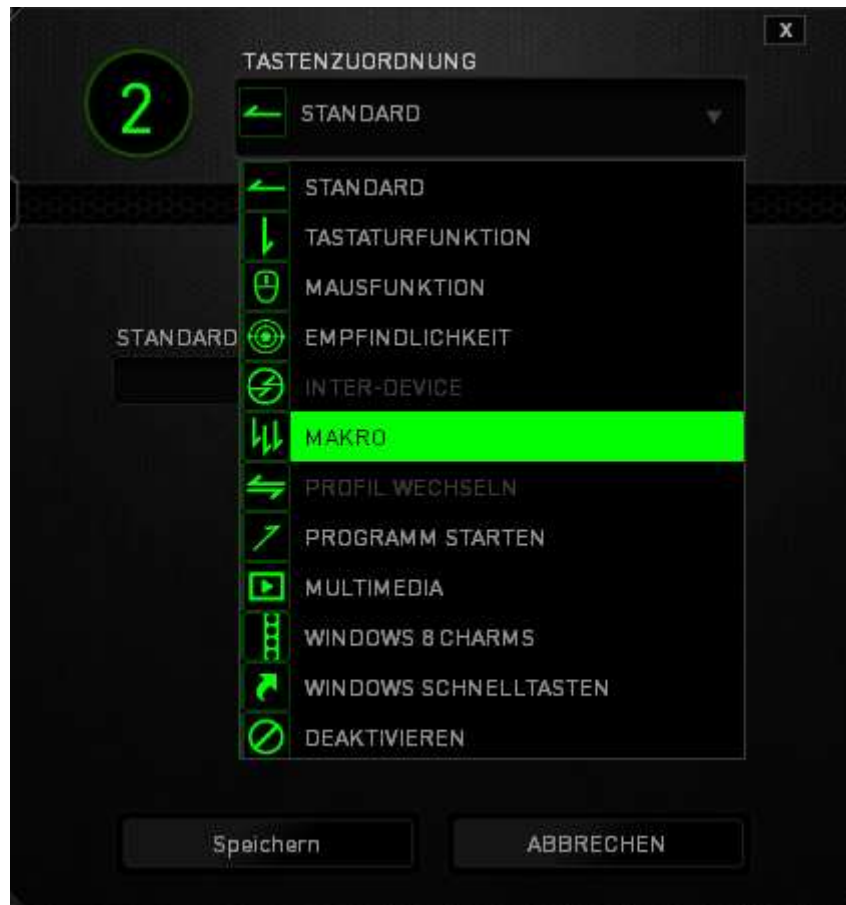 X
TASTENZUORDNUNG
2
STANDARD
STANDARD
TASTATURFUNKTION
MAUSFUNKTION
STANDARD
EMPFINDLICHKEIT
INTER-DEVICE
MAKRO
PROFIL WECHSELN
PROGRAMM STARTEN
MULTIMEDIA
WINDOWS 8 CHARMS
WINDOWS SCHNELLTASTEN
DEAKTIVIEREN
Speichern
ABBRECHEN